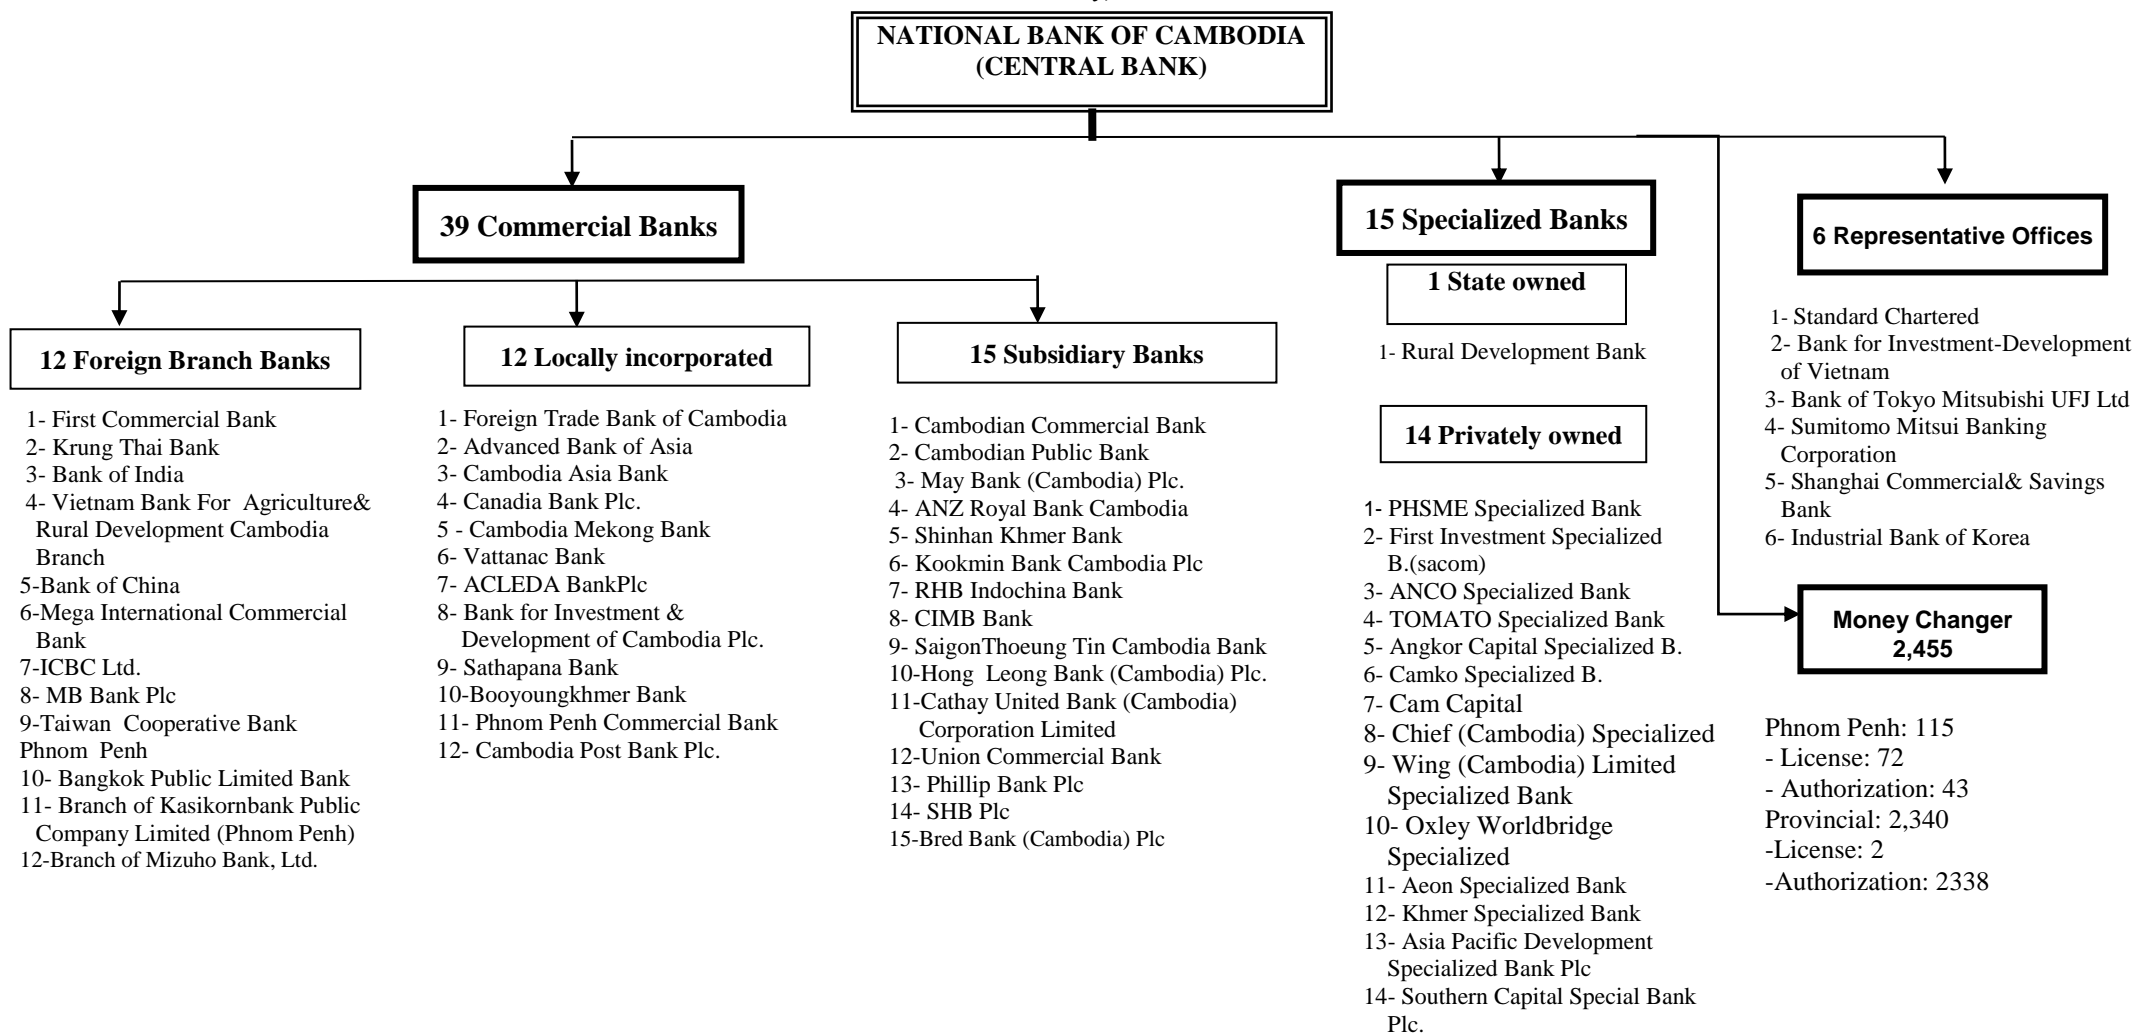 NATIONAL BANK OF CAMBODIA
(CENTRAL BANK)
39 Commercial Banks
15 Specialized Banks
6 Representative Offices
12 Foreign Branch Banks
1- First Commercial Bank
2- Krung Thai Bank
3- Bank of India
4- Vietnam Bank For Agriculture&
Rural Development Cambodia
Branch
5-Bank of China
6-Mega International Commercial
Bank
7-ICBC Ltd.
8- MB Bank Plc
9-Taiwan Cooperative Bank
Phnom Penh
10- Bangkok Public Limited Bank
11- Branch of Kasikornbank Public
Company Limited (Phnom Penh)
12-Branch of Mizuho Bank, Ltd.
12 Locally incorporated
1- Foreign Trade Bank of Cambodia
2- Advanced Bank of Asia
3- Cambodia Asia Bank
4- Canadia Bank Plc.
5 - Cambodia Mekong Bank
6- Vattanac Bank
7- ACLEDA BankPlc
8- Bank for Investment &
Development of Cambodia Plc.
9- Sathapana Bank
10-Booyoungkhmer Bank
11- Phnom Penh Commercial Bank
12- Cambodia Post Bank Plc.
15 Subsidiary Banks
1- Cambodian Commercial Bank
2- Cambodian Public Bank
3- May Bank (Cambodia) Plc.
4- ANZ Royal Bank Cambodia
5- Shinhan Khmer Bank
6- Kookmin Bank Cambodia Plc
7- RHB Indochina Bank
8- CIMB Bank
9- SaigonThoeung Tin Cambodia Bank
10-Hong Leong Bank (Cambodia) Plc.
11-Cathay United Bank (Cambodia)
Corporation Limited
12-Union Commercial Bank
13- Phillip Bank Plc
14- SHB Plc
15-Bred Bank (Cambodia) Plc
1 State owned
1- Rural Development Bank
14 Privately owned
1- PHSME Specialized Bank
2- First Investment Specialized
B.(sacom)
3- ANCO Specialized Bank
4- TOMATO Specialized Bank
5- Angkor Capital Specialized B.
6- Camko Specialized B.
7- Cam Capital
8- Chief (Cambodia) Specialized
9- Wing (Cambodia) Limited
Specialized Bank
10- Oxley Worldbridge
Specialized
11- Aeon Specialized Bank
12- Khmer Specialized Bank
13- Asia Pacific Development
Specialized Bank Plc
14- Southern Capital Special Bank
Plc.
1- Standard Chartered
2- Bank for Investment-Development
of Vietnam
3- Bank of Tokyo Mitsubishi UFJ Ltd
4- Sumitomo Mitsui Banking
Corporation
5- Shanghai Commercial& Savings
Bank
6- Industrial Bank of Korea
Money Changer
2,455
Phnom Penh: 115
- License: 72
- Authorization: 43
Provincial: 2,340
-License: 2
-Authorization: 2338